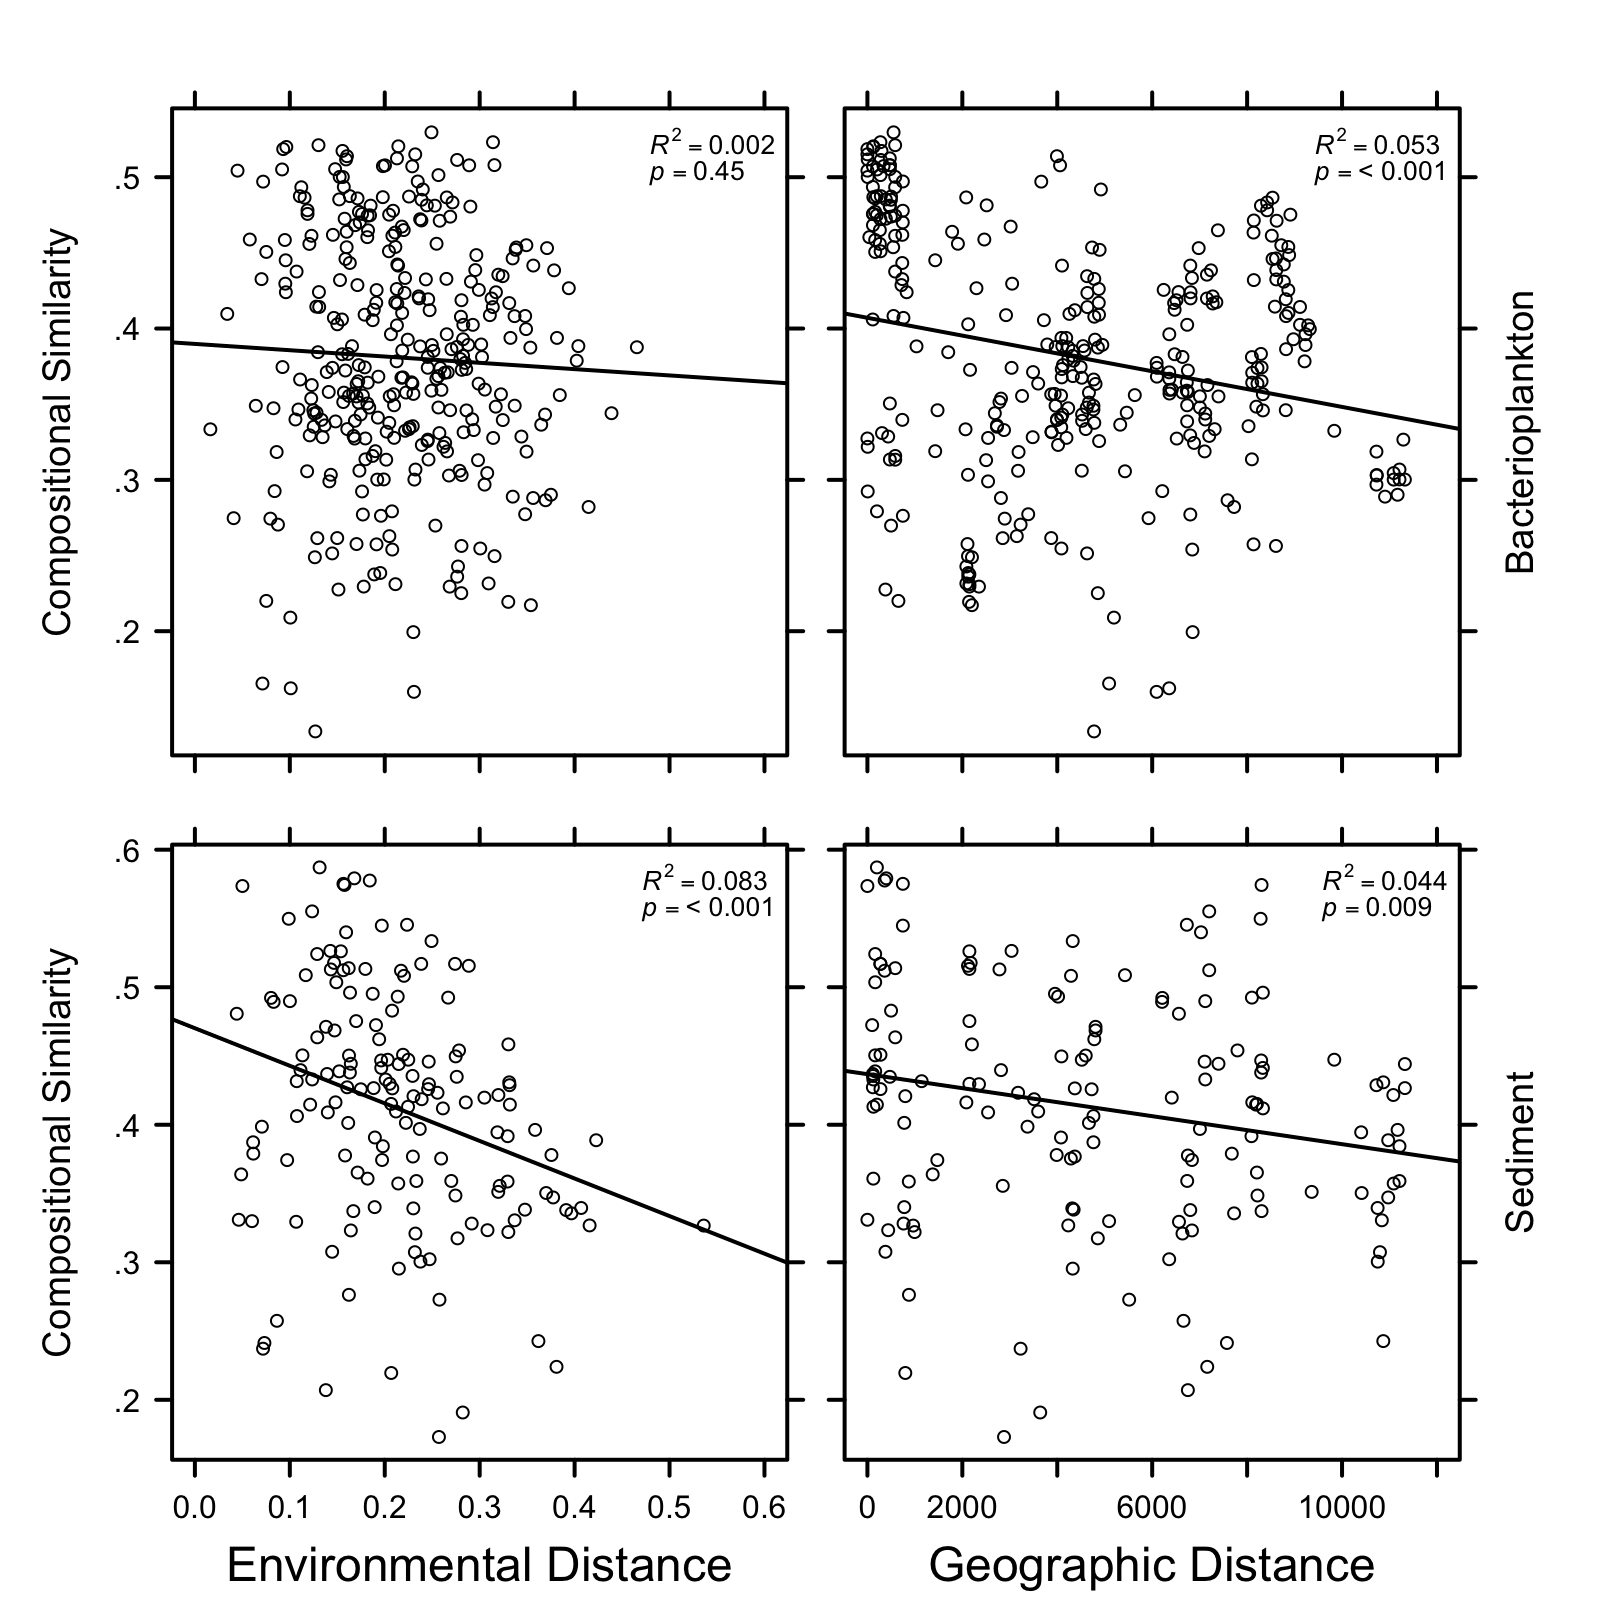 R² = 0.002
p = 0.45
R² = 0.053
p = < 0.001
.5
.4
.3
.2
Compositional Similarity
Bacterioplankton
R² = 0.083
p = < 0.001
R² = 0.044
p = 0.009
.6
.5
.4
.3
.2
Compositional Similarity
Sediment
0.0 0.1 0.2 0.3 0.4 0.5 0.6
0 2000 6000 10000
Environmental Distance
Geographic Distance